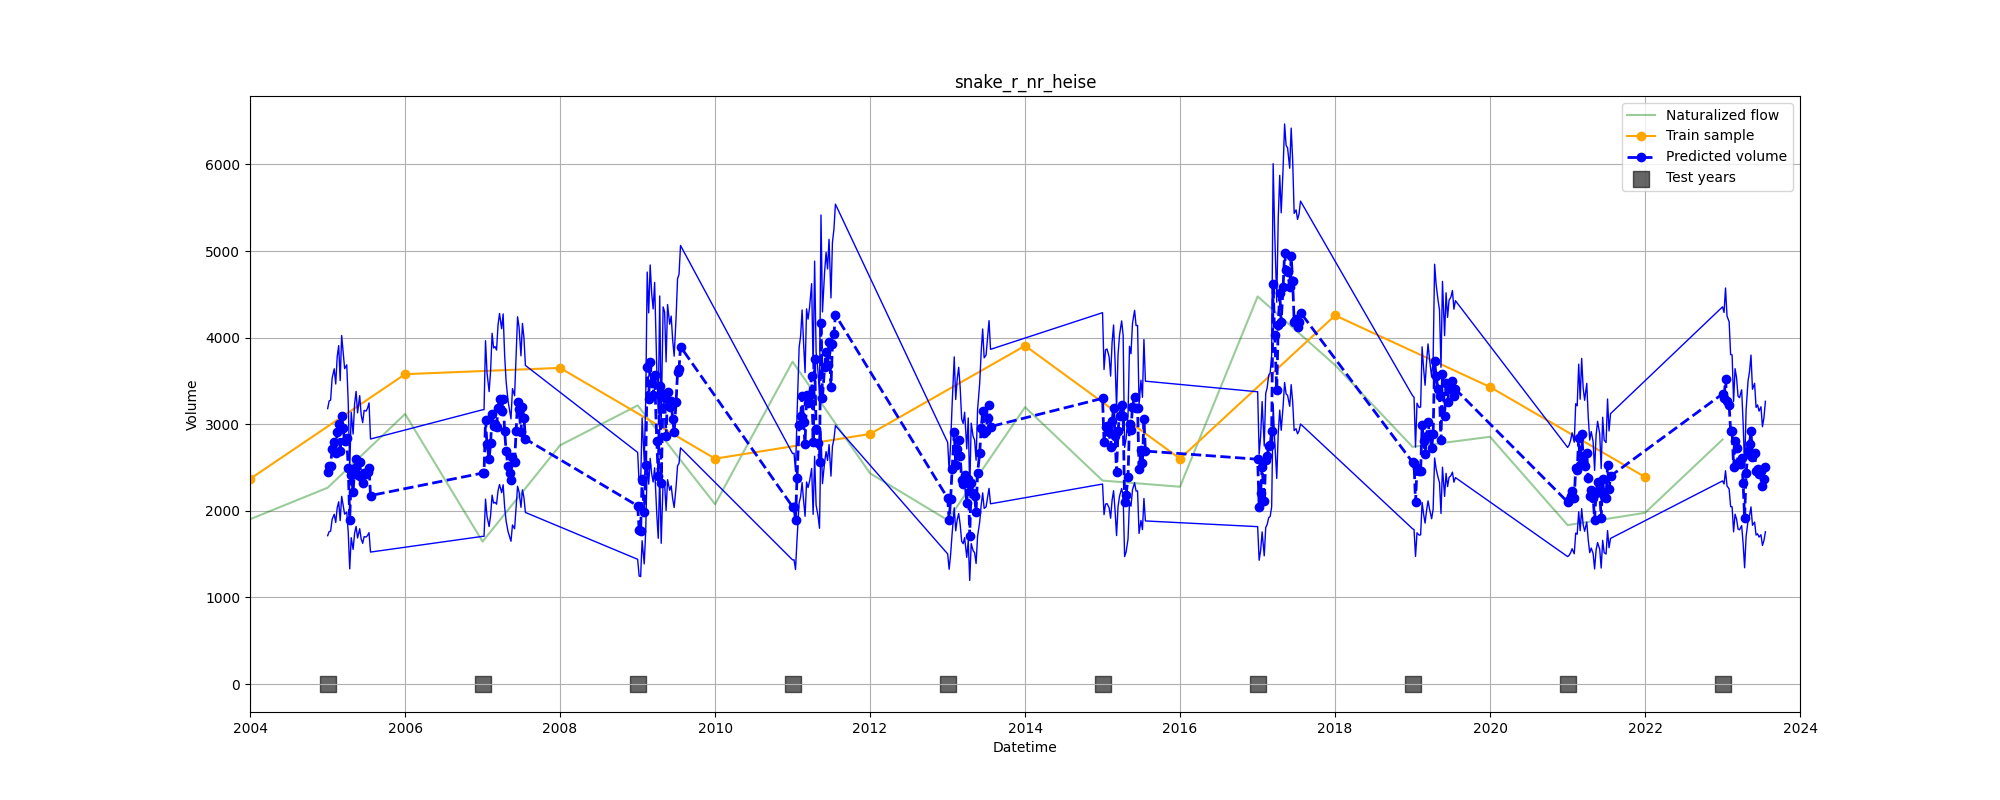 snake_r_nr_heise
Naturalized flow
Train sample
Predicted volume
Test years
Volume
6000
5000
4000
3000
2000
1000
0
2004 2006 2008 2010 2012 2014 2016 2018 2020 2022 2024
Datetime